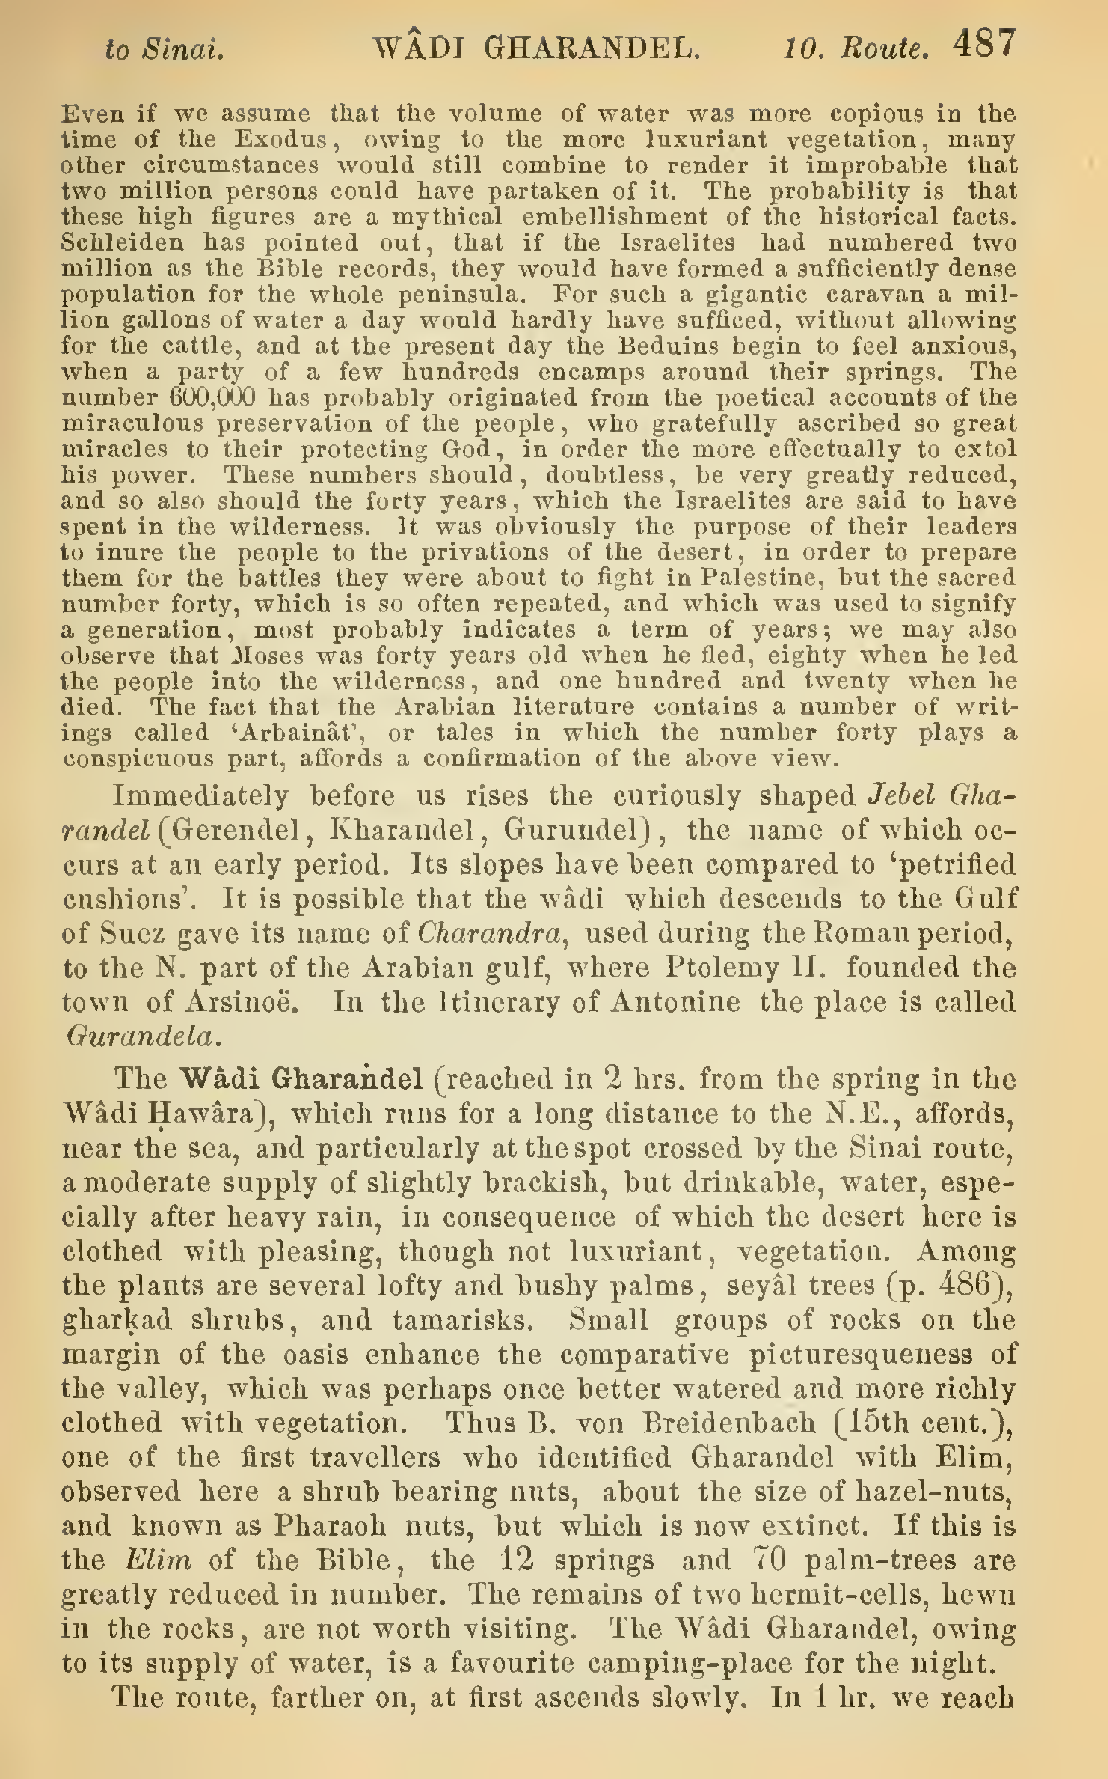 to Sinai. WÂDI GHARANDEL. 10. Route. 487
Even if we assume that the volume of water was more copious in the
time of the Exodus, owing to the more luxuriant vegetation, many
other circumstances would still combine to render it improbable that
two million persons could have partaken of it. The probability is that
these high figures are a mythical embellishment of the historical facts.
Schleiden has pointed out, that if the Israelites had numbered two
million as the Bible records, they would have formed a sufficiently dense
population for the whole peninsula. For such a gigantic caravan a mil-
lion gallons of water a day would hardly have sufficed, without allowing
for the cattle, and at the present day the Beduins begin to feel anxious,
when a party of a few hundreds encamps around their springs. The
number 600,000 has probably originated from the poetical accounts of the
miraculous preservation of the people, who gratefully ascribed so great
miracles to their protecting God, in order the more effectually to extol
his power. These numbers should, doubtless, be very greatly reduced,
and so also should the forty years, which the Israelites are said to have
spent in the wilderness. It was obviously the purpose of their leaders
to inure the people to the privations of the desert, in order to prepare
them for the battles they were about to fight in Palestine, but the sacred
number forty, which is so often repeated, and which was used to signify
a generation, most probably indicates a term of years; we may also
observe that Moses was forty years old when he fled, eighty when he led
the people into the wilderness, and one hundred and twenty when he
died. The fact that the Arabian literature contains a number of writ-
ings called ‘Arbainât’, or tales in which the number forty plays a
conspicuous part, affords a confirmation of the above view.
Immediately before us rises the curiously shaped Jebel Gha-
randel (Gerendel, Kharandel, Gurundel), the name of which oc-
curs at an early period. Its slopes have been compared to ‘petrified
cushions’. It is possible that the wâdi which descends to the Gulf
of Suez gave its name of Charandra, used during the Roman period,
to the N. part of the Arabian gulf, where Ptolemy II. founded the
town of Arsinoë. In the Itinerary of Antonine the place is called
Gurandela.
The Wâdi Gharandel (reached in 2 hrs. from the spring in the
Wâdi Ḥawâra), which runs for a long distance to the N.E., affords,
near the sea, and particularly at the spot crossed by the Sinai route,
a moderate supply of slightly brackish, but drinkable, water, espe-
cially after heavy rain, in consequence of which the desert here is
clothed with pleasing, though not luxuriant, vegetation. Among
the plants are several lofty and bushy palms, seyâl trees (p. 486),
gharḳad shrubs, and tamarisks. Small groups of rocks on the
margin of the oasis enhance the comparative picturesqueness of
the valley, which was perhaps once better watered and more richly
clothed with vegetation. Thus B. von Breidenbach (15th cent.),
one of the first travellers who identified Gharandel with Elim,
observed here a shrub bearing nuts, about the size of hazel-nuts,
and known as Pharaoh nuts, but which is now extinct. If this is
the Elim of the Bible, the 12 springs and 70 palm-trees are
greatly reduced in number. The remains of two hermit-cells, hewn
in the rocks, are not worth visiting. The Wâdi Gharandel, owing
to its supply of water, is a favourite camping-place for the night.
The route, farther on, at first ascends slowly. In 1 hr. we reach